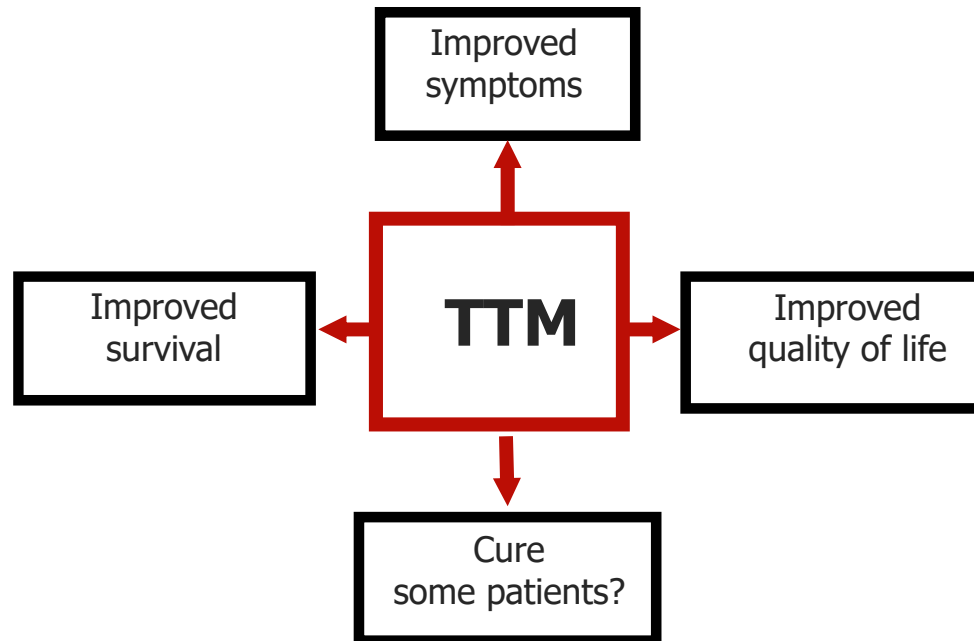 Improved
symptoms
Improved
survival
TTM
Improved
quality of life
Cure
some patients?